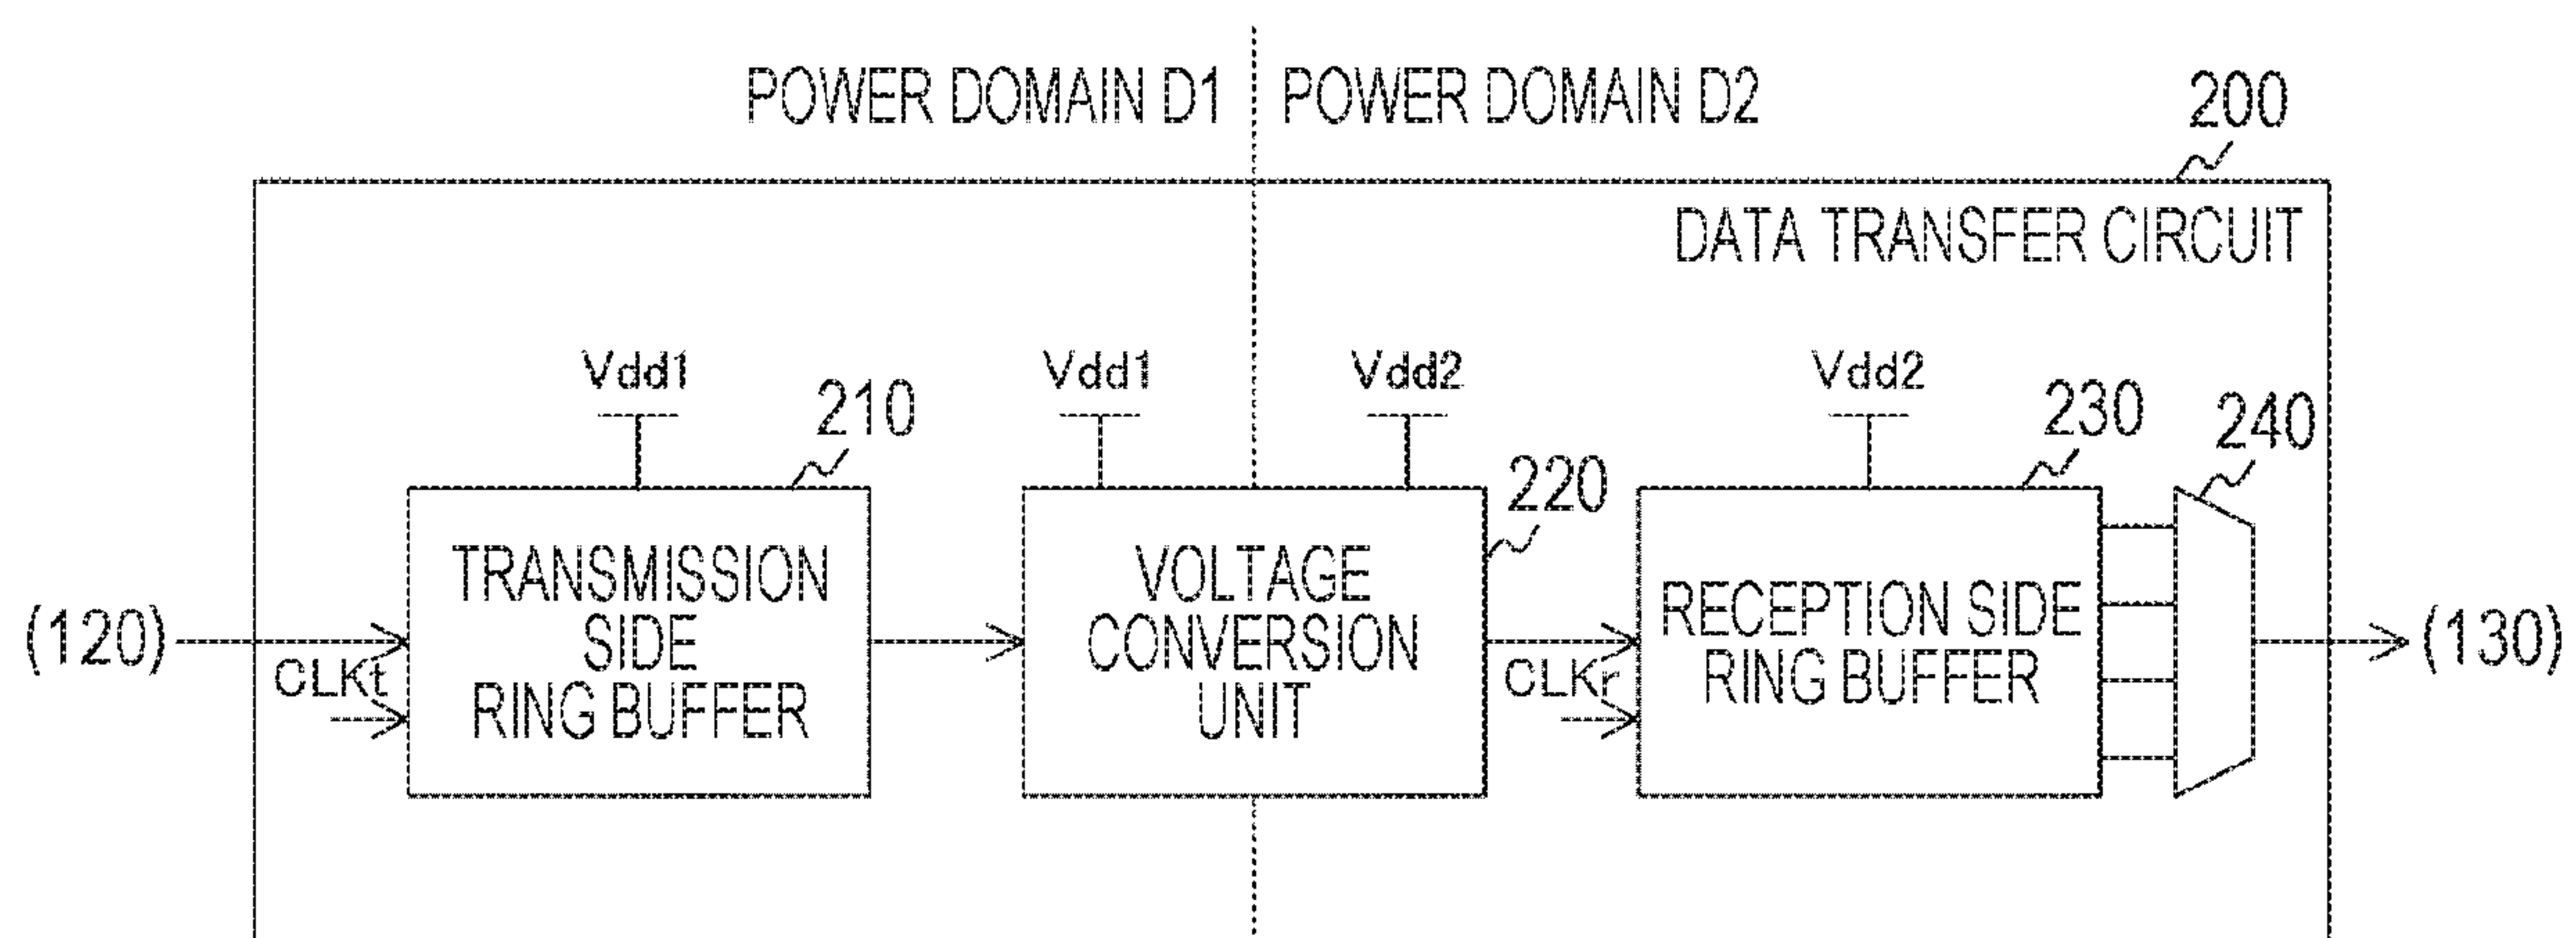 POWER DOMAIN D1
POWER DOMAIN D2
200
DATA TRANSFER CIRCUIT
Vdd1
Vdd1
Vdd2
Vdd2
210
220
230
240
(120)
CLKt
TRANSMISSION
SIDE
RING BUFFER
VOLTAGE
CONVERSION
UNIT
CLKr
RECEPTION SIDE
RING BUFFER
(130)